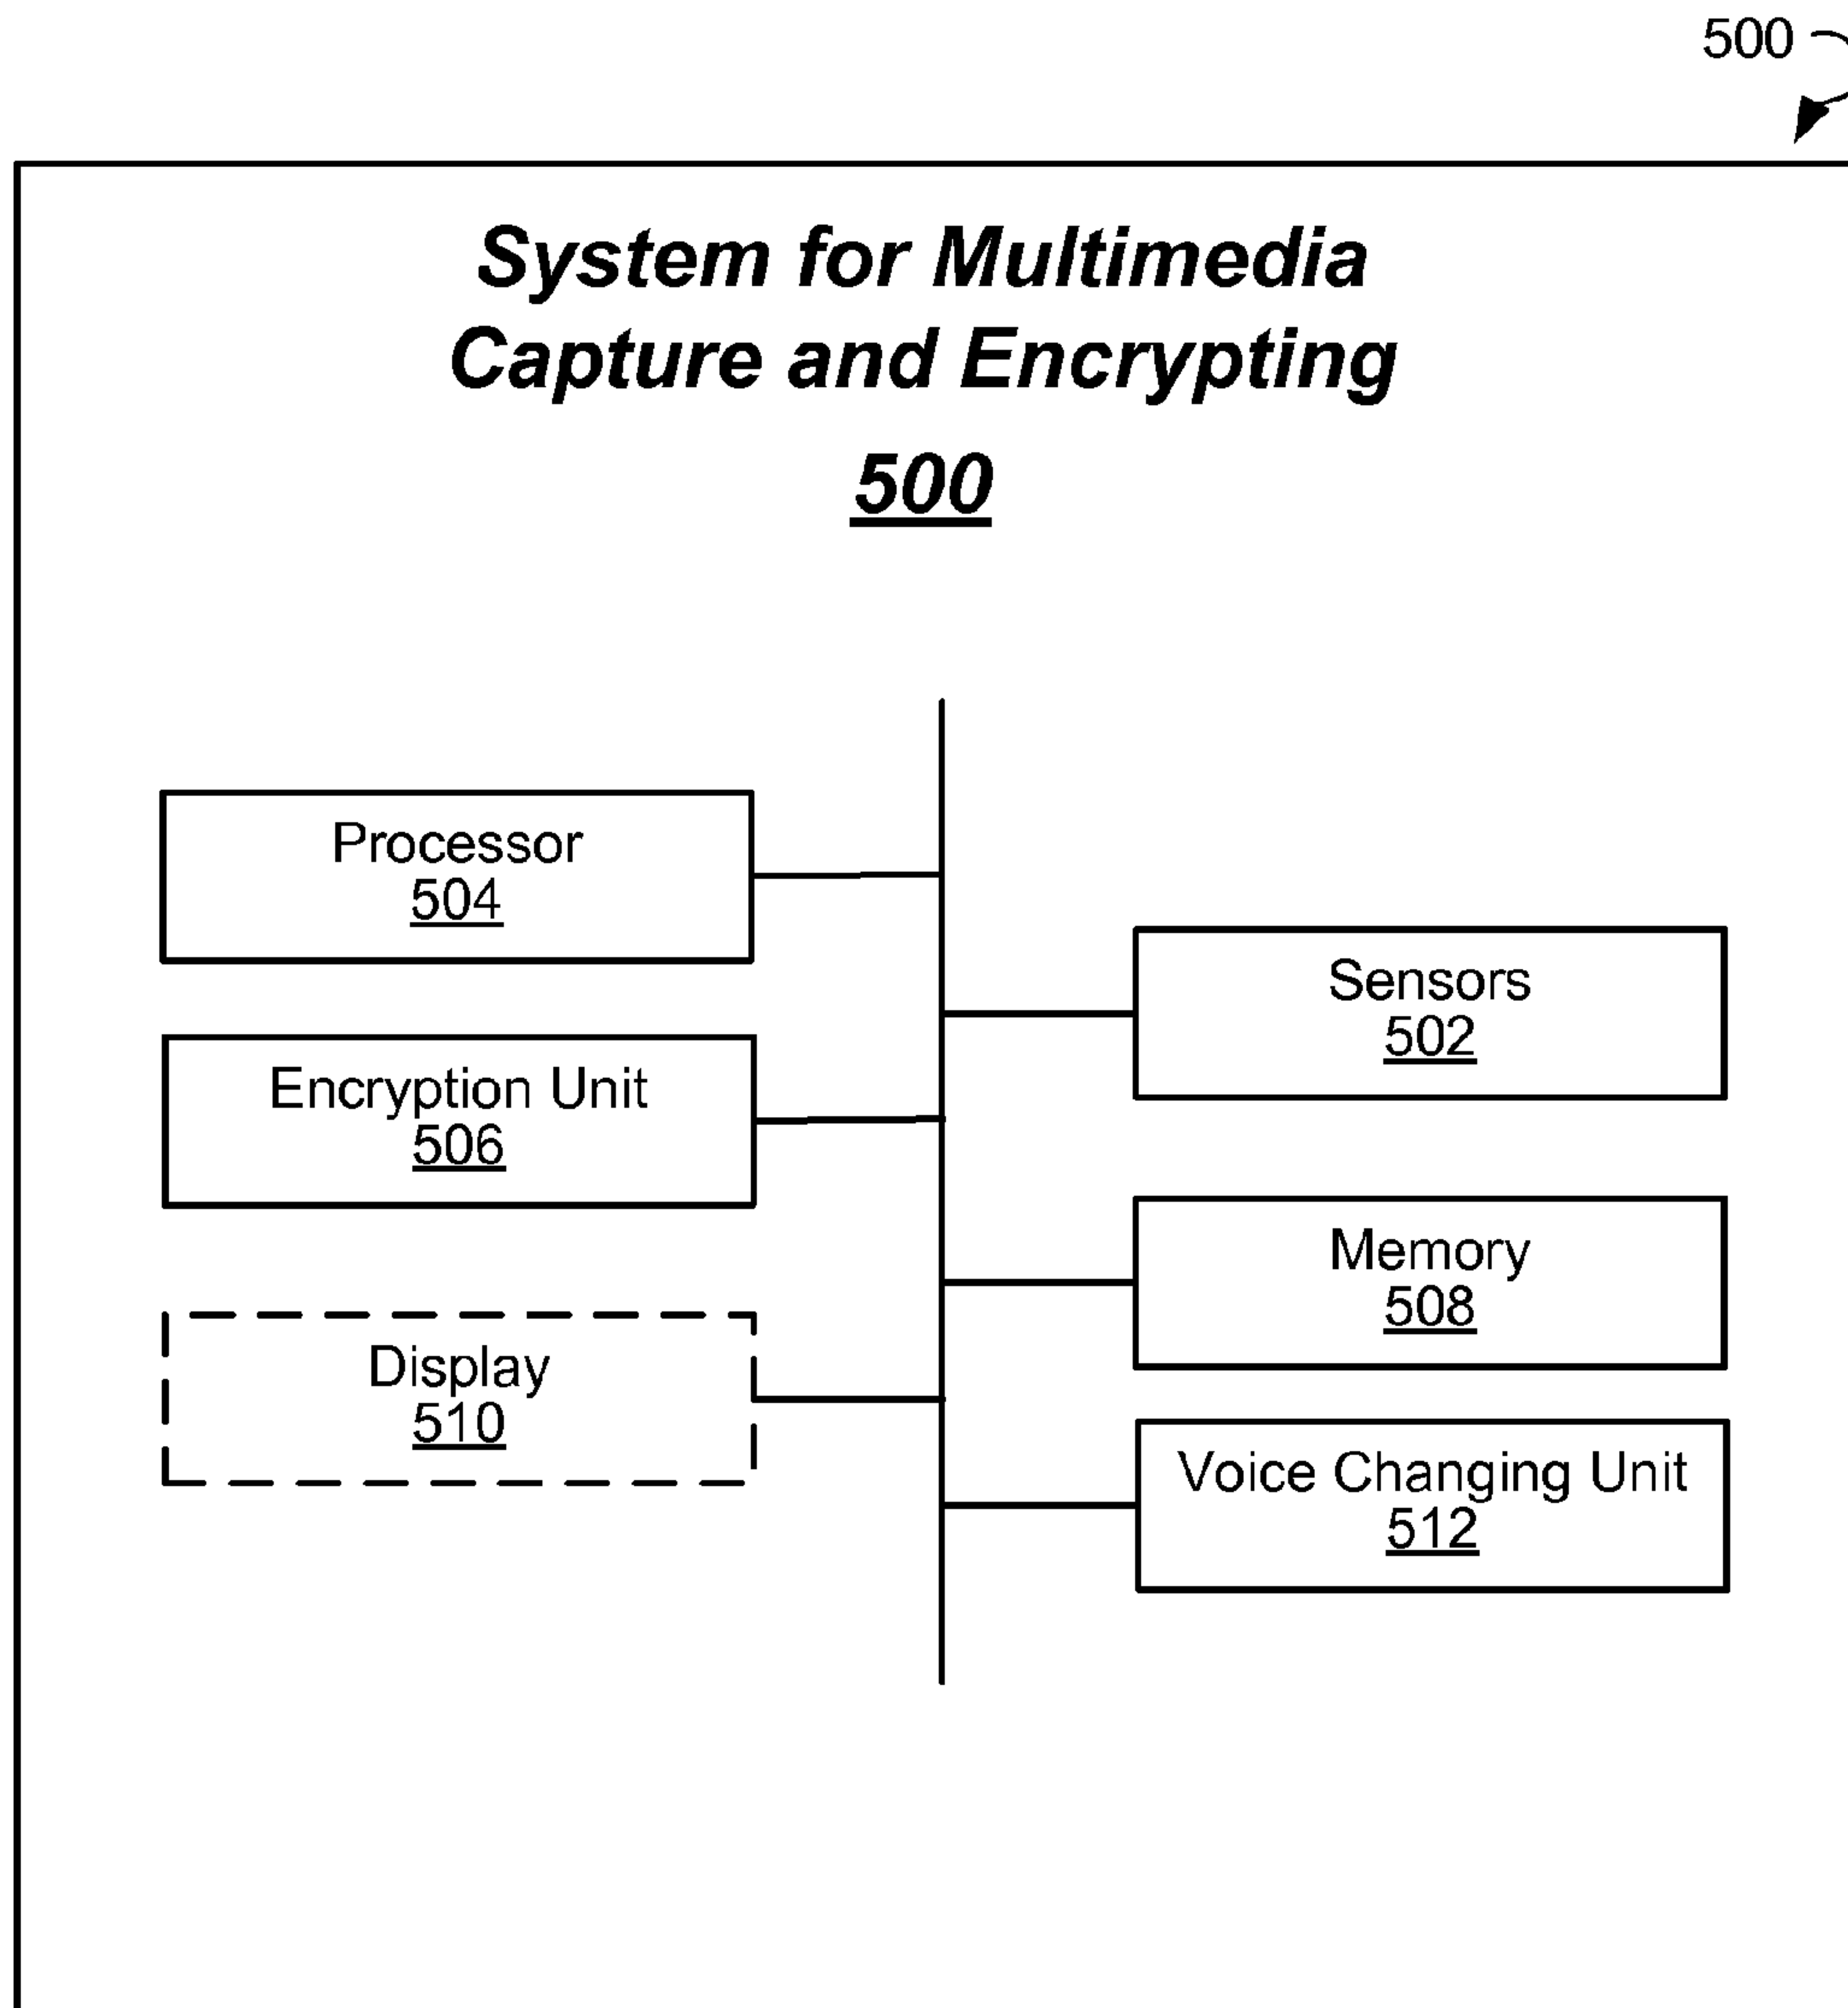 500
System for Multimedia
Capture and Encrypting
500
Processor
504
Sensors
502
Encryption Unit
506
Memory
508
Display
510
Voice Changing Unit
512